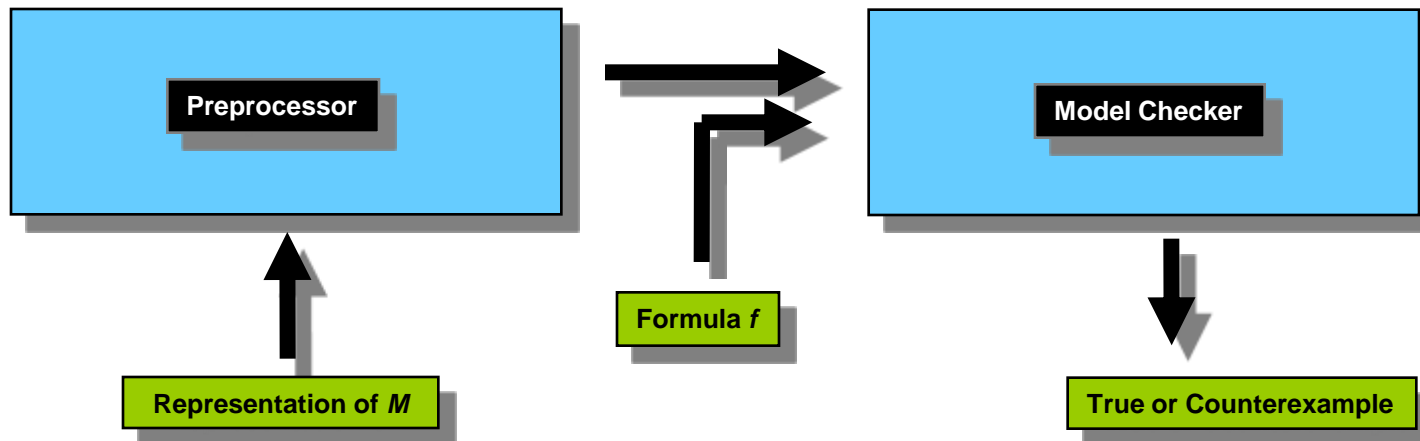 Preprocessor
Model Checker
Formula f
Representation of M
True or Counterexample